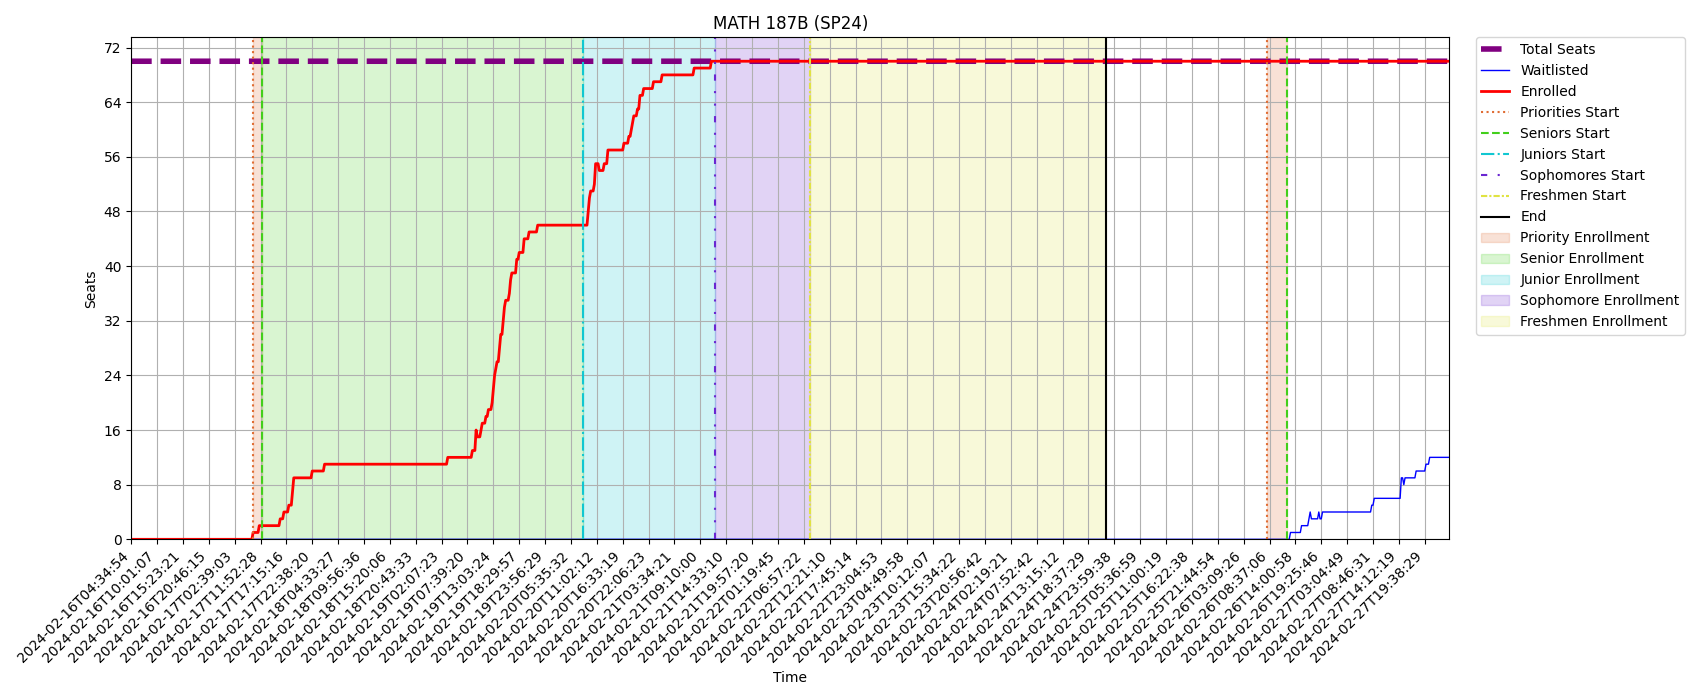 MATH 187B (SP24)
Seats
72
64
56
48
40
32
24
16
8
0
2024-02-16T04:34:54
2024-02-16T10:01:07
2024-02-16T15:23:21
2024-02-16T20:46:15
2024-02-17T02:39:03
2024-02-17T11:52:28
2024-02-17T17:15:16
2024-02-17T22:38:20
2024-02-18T04:33:27
2024-02-18T09:56:36
2024-02-18T15:20:06
2024-02-18T20:43:33
2024-02-19T02:07:23
2024-02-19T07:39:20
2024-02-19T13:03:24
2024-02-19T18:29:57
2024-02-19T23:56:29
2024-02-20T05:35:32
2024-02-20T11:02:12
2024-02-20T16:33:19
2024-02-20T22:06:23
2024-02-21T03:34:21
2024-02-21T09:10:00
2024-02-21T14:33:10
2024-02-21T19:57:20
2024-02-22T01:19:45
2024-02-22T06:57:22
2024-02-22T12:21:10
2024-02-22T17:45:14
2024-02-22T23:04:53
2024-02-23T04:49:58
2024-02-23T10:12:07
2024-02-23T15:34:22
2024-02-23T20:56:42
2024-02-24T02:19:21
2024-02-24T07:52:42
2024-02-24T13:15:12
2024-02-24T18:37:29
2024-02-24T23:59:38
2024-02-25T05:36:59
2024-02-25T11:00:19
2024-02-25T16:22:38
2024-02-25T21:44:54
2024-02-26T03:09:26
2024-02-26T08:37:06
2024-02-26T14:00:58
2024-02-26T19:25:46
2024-02-27T03:04:49
2024-02-27T08:46:31
2024-02-27T14:12:19
2024-02-27T19:38:29
Time
Total Seats
Waitlisted
Enrolled
Priorities Start
Seniors Start
Juniors Start
Sophomores Start
Freshmen Start
End
Priority Enrollment
Senior Enrollment
Junior Enrollment
Sophomore Enrollment
Freshmen Enrollment